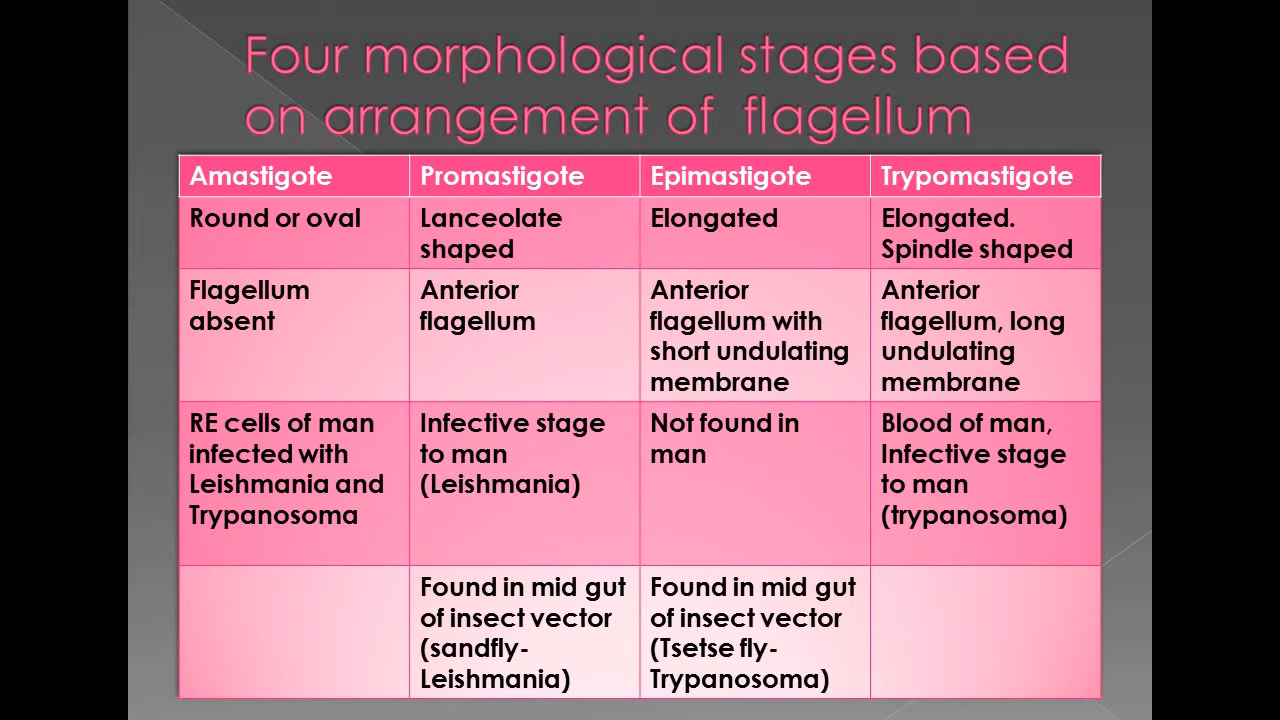 Four morphological stages based
on arrangement of flagellum
Amastigote
Promastigote
Epimastigote
Trypomastigote
Round or oval
Lanceolate
shaped
Elongated
Elongated.
Spindle shaped
Flagellum
absent
Anterior
flagellum
Anterior
flagellum with
short undulating
membrane
Anterior
flagellum, long
undulating
membrane
RE cells of man
infected with
Leishmania and
Trypanosoma
Infective stage
to man
(Leishmania)
Not found in
man
Blood of man,
Infective stage
to man
(trypanosoma)
Found in mid gut
of insect vector
(sandfly-
Leishmania)
Found in mid gut
of insect vector
(Tsetse fly-
Trypanosoma)